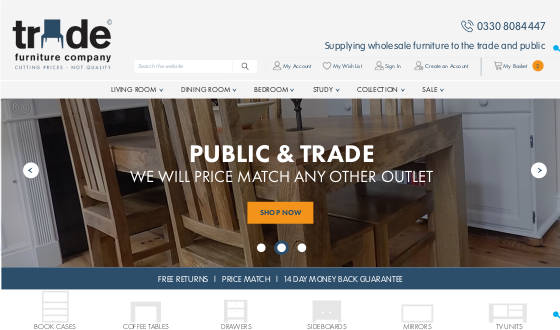 trade
furniture company
CUTTING PRICES - NOT QUALITY
©
0330 8084447
Supplying wholesale furniture to the trade and public
Search the website
My Account
My Wish List
Sign In
Create an Account
My Basket
LIVING ROOM
DINING ROOM
BEDROOM
STUDY
COLLECTION
SALE
PUBLIC & TRADE
WE WILL PRICE MATCH ANY OTHER OUTLET
SHOP NOW
FREE RETURNS | PRICE MATCH | 14 DAY MONEY BACK GUARANTEE
BOOK CASES
COFFEE TABLES
DRAWERS
SIDEBOARDS
MIRRORS
TV UNITS